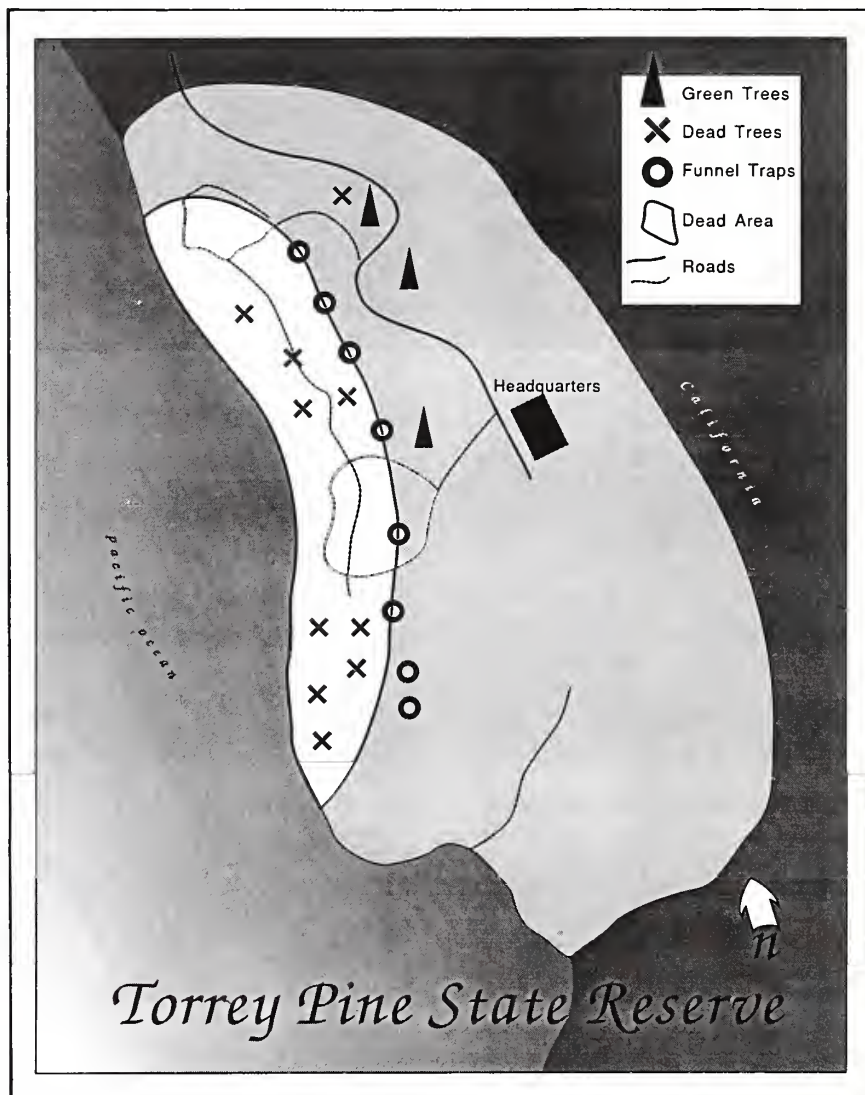 Green Trees
Dead Trees
Funnel Traps
Dead Area
Roads
Headquarters
California
pacific ocean
n
Torrey Pine State Reserve